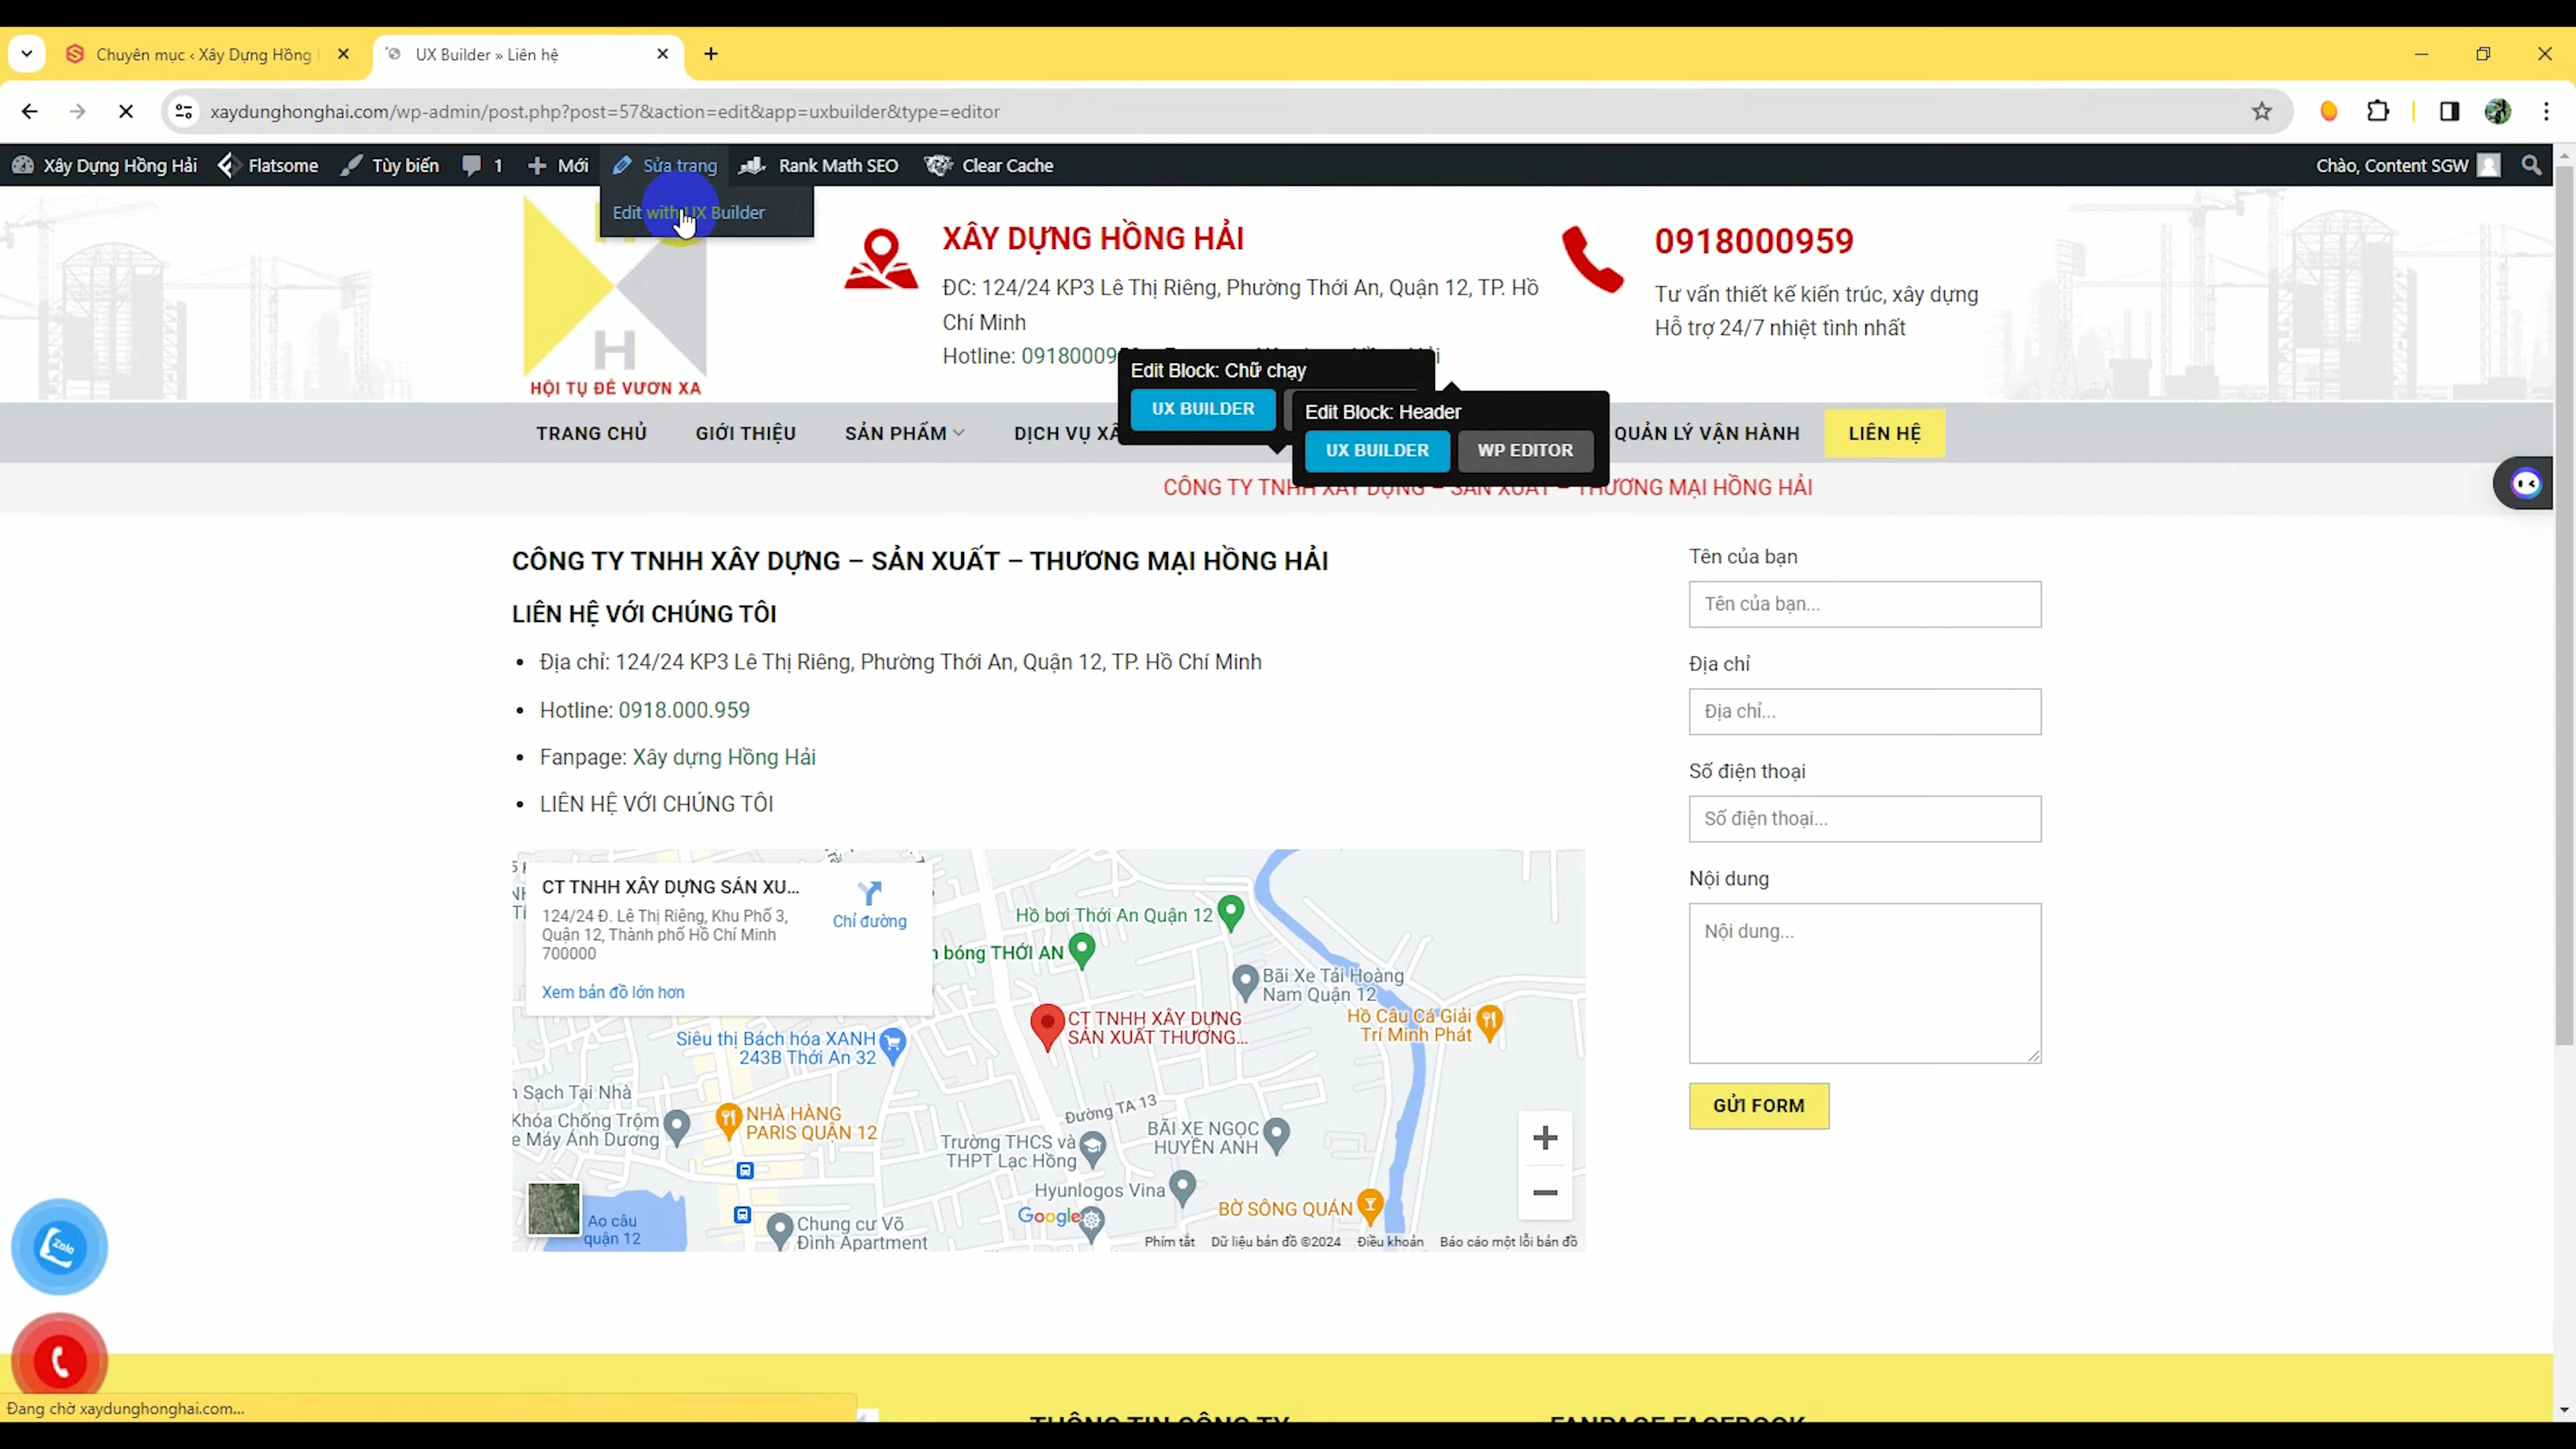 Chuyên mục ‹ Xây Dựng Hồng
UX Builder » Liên hệ
xaydunghonghai.com/wp-admin/post.php?post=57&action=edit&app=uxbuilder&type=editor
Xây Dựng Hồng Hải
Flatsome
Tùy biến
1
Mới
Sửa trang
Rank Math SEO
Clear Cache
Chào, Content SGW
Edit with UX Builder
H
HỘI TỤ ĐỂ VƯƠN XA
XÂY DỰNG HỒNG HẢI
ĐC: 124/24 KP3 Lê Thị Riêng, Phường Thới An, Quận 12, TP. Hồ
Chí Minh
Hotline: 0918000
0918000959
Tư vấn thiết kế kiến trúc, xây dựng
Hỗ trợ 24/7 nhiệt tình nhất
Edit Block: Chữ chạy
UX BUILDER
Edit Block: Header
UX BUILDER
WP EDITOR
TRANG CHỦ
GIỚI THIỆU
SẢN PHẨM
DỊCH VỤ
QUẢN LÝ VẬN HÀNH
LIÊN HỆ
CÔNG TY TNHH XÂY DỰNG – SẢN XUẤT – THƯƠNG MẠI HỒNG HẢI
CÔNG TY TNHH XÂY DỰNG – SẢN XUẤT – THƯƠNG MẠI HỒNG HẢI
LIÊN HỆ VỚI CHÚNG TÔI
• Địa chỉ: 124/24 KP3 Lê Thị Riêng, Phường Thới An, Quận 12, TP. Hồ Chí Minh
• Hotline: 0918.000.959
• Fanpage: Xây dựng Hồng Hải
• LIÊN HỆ VỚI CHÚNG TÔI
Tên của bạn
Tên của bạn...
Địa chỉ
Địa chỉ...
Số điện thoại
Số điện thoại...
Nội dung
Nội dung...
GỬI FORM
CT TNHH XÂY DỰNG SẢN XU...
124/24 Đ. Lê Thị Riêng, Khu Phố 3,
Quận 12, Thành phố Hồ Chí Minh
700000
Chỉ đường
Xem bản đồ lớn hơn
Hồ bơi Thới An Quận 12
bóng THỚI AN
Bãi Xe Tải Hoàng
Nam Quận 12
CT TNHH XÂY DỰNG
SẢN XUẤT THƯƠNG...
Hồ Câu Cá Giải
Trí Minh Phát
Siêu thị Bách hóa XANH
243B Thới An 32
Sạch Tại Nhà
Khóa Chống Trộm
Máy Ánh Dương
NHÀ HÀNG
PARIS QUẬN 12
Đường TA 13
Trường THCS và
THPT Lạc Hồng
BÃI XE NGỌC
HUYỀN ANH
Hyunlogos Vina
BỜ SÔNG QUÁN
Google
Ao câu
quận 12
Chung cư Võ
Đình Apartment
Phím tắt
Dữ liệu bản đồ ©2024
Điều khoản
Báo cáo một lỗi bản đồ
Zalo
Đang chờ xaydunghonghai.com...
THÔNG TIN CÔNG TY
FANPAGE FACEBOOK